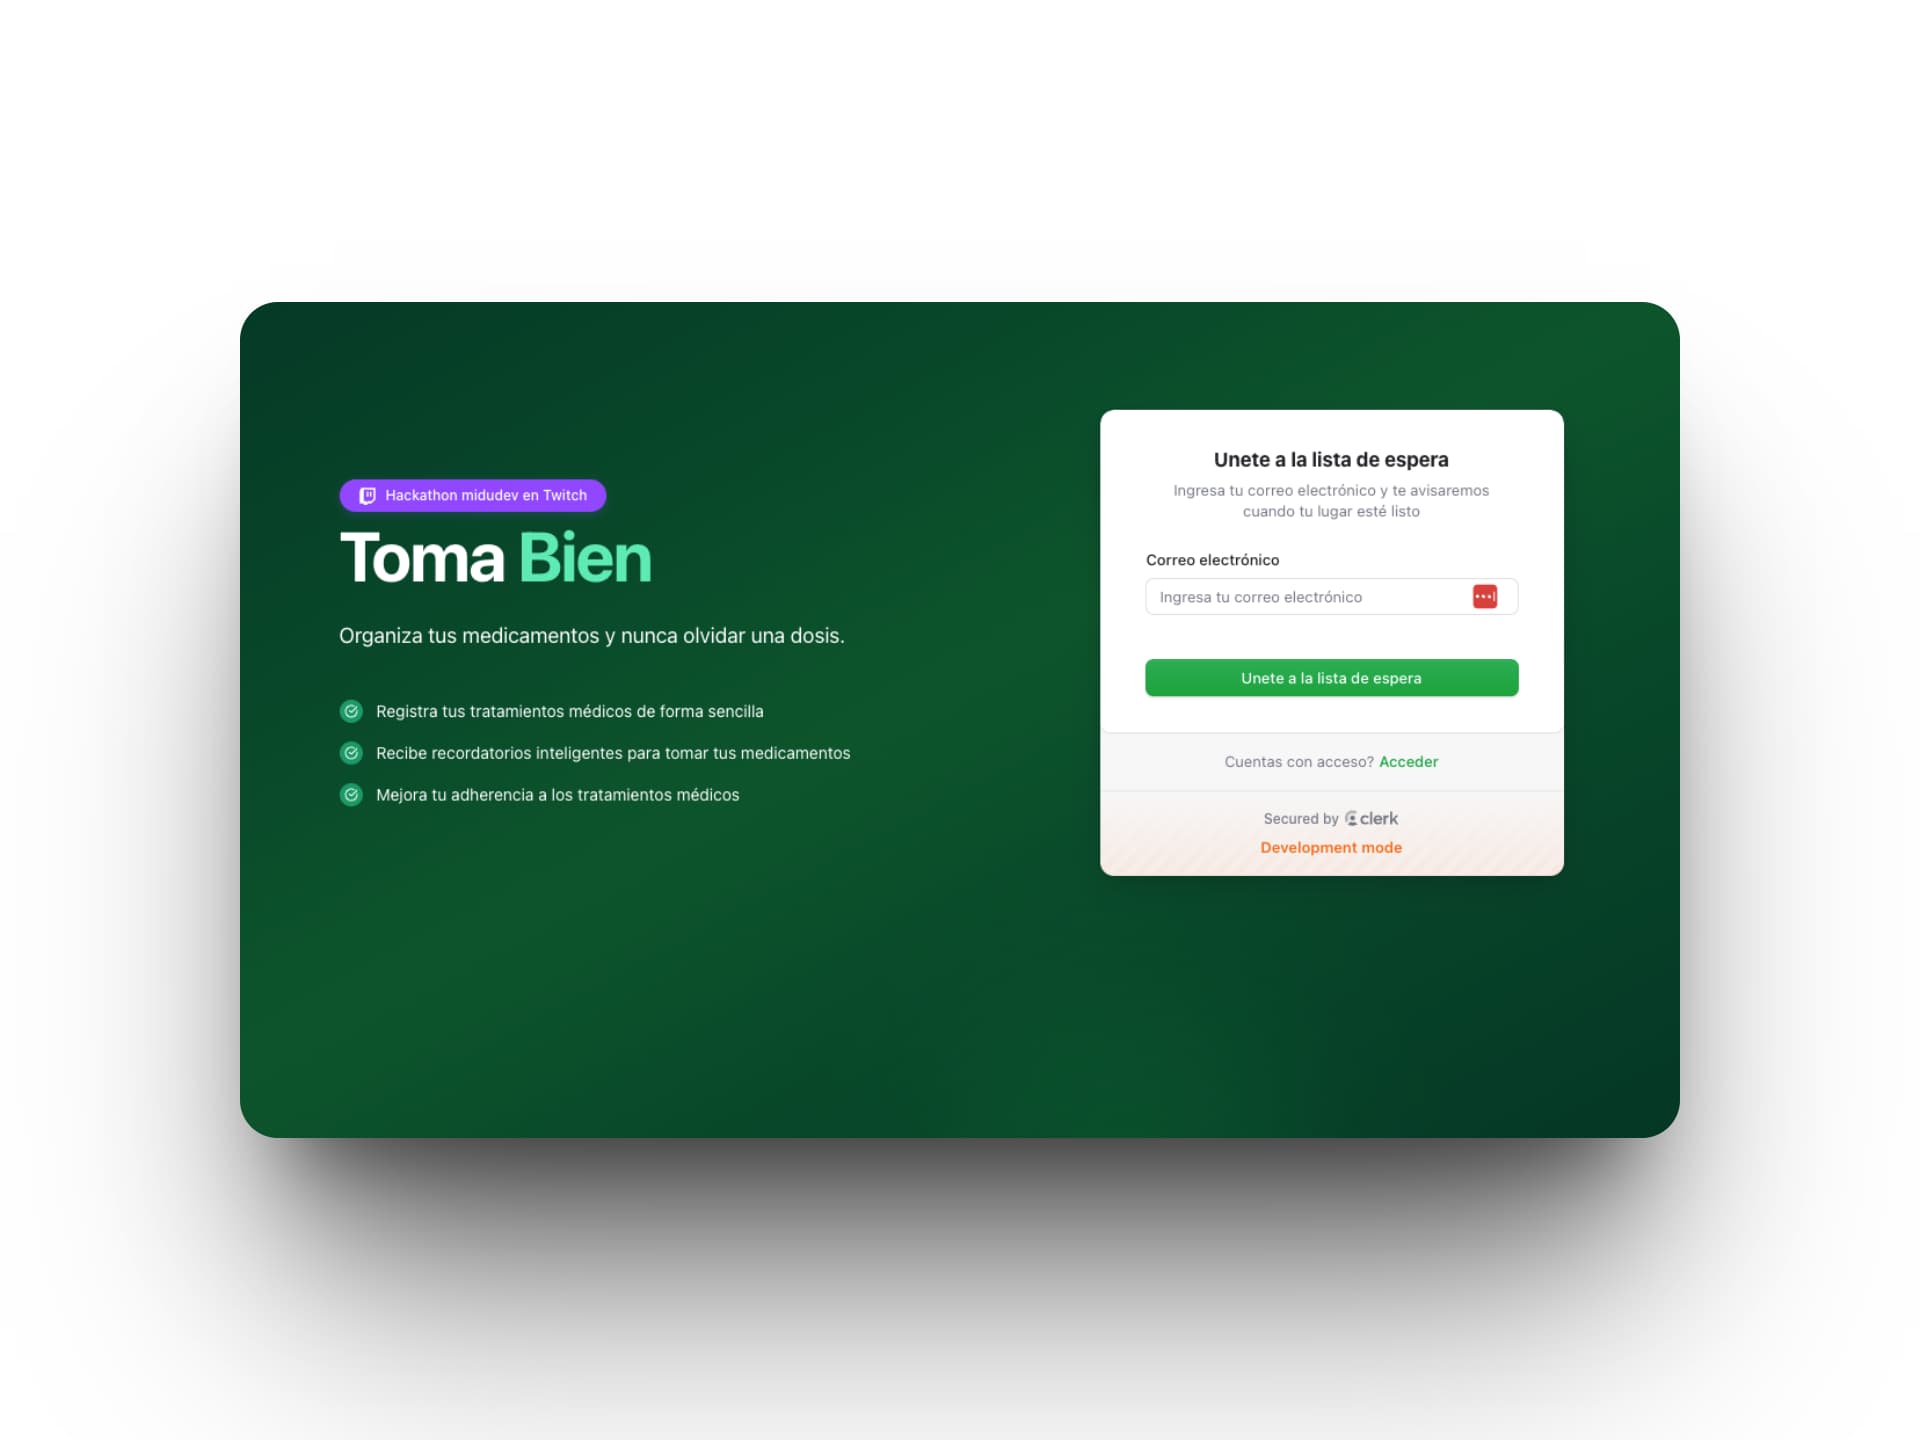 Hackathon midudev en Twitch
Toma Bien
Organiza tus medicamentos y nunca olvidar una dosis.
Registra tus tratamientos médicos de forma sencilla
Recibe recordatorios inteligentes para tomar tus medicamentos
Mejora tu adherencia a los tratamientos médicos
Unete a la lista de espera
Ingresa tu correo electrónico y te avisaremos
cuando tu lugar esté listo
Correo electrónico
Ingresa tu correo electrónico
Unete a la lista de espera
Cuentas con acceso? Acceder
Secured by clerk
Development mode